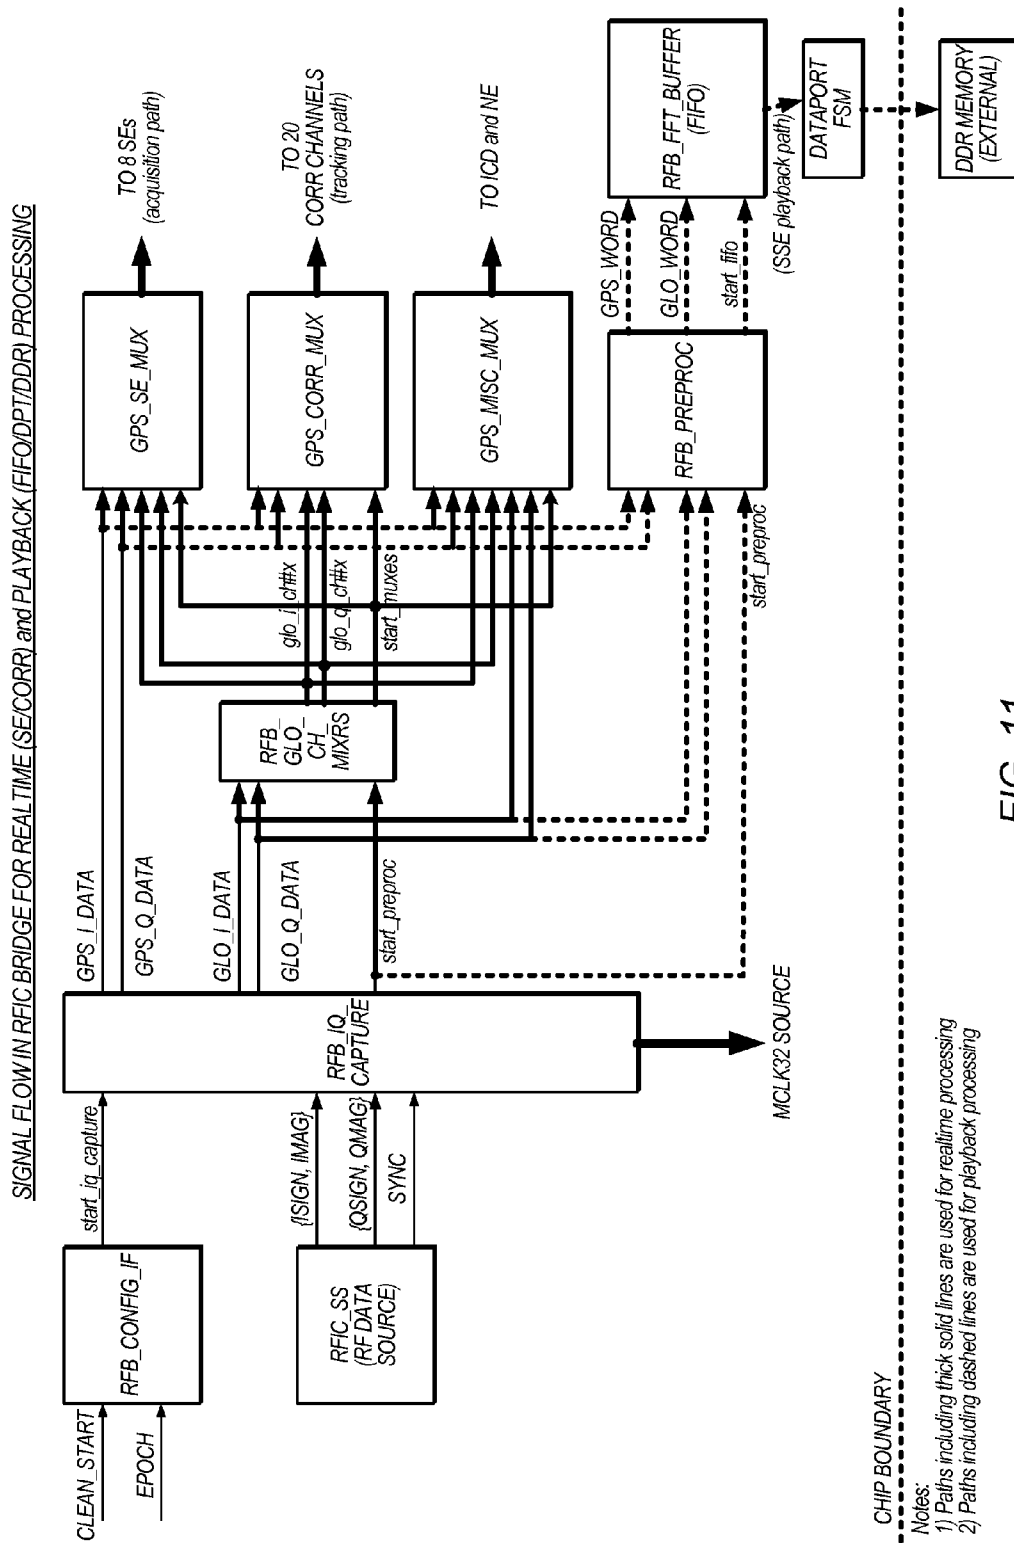 SIGNAL FLOW IN RFIC BRIDGE FOR REALTIME (SE/CORR) and PLAYBACK (FIFO/DPT/DDR) PROCESSING
CLEAN_START
EPOCH
RFB_CONFIG_IF
start_iq_capture
RFIC_SS
(RF DATA
SOURCE)
{ISIGN, IMAG}
{QSIGN, QMAG}
SYNC
RFB_IQ_
CAPTURE
MCLK32 SOURCE
GPS_I_DATA
GPS_Q_DATA
GLO_I_DATA
GLO_Q_DATA
start_preproc
RFB_
GLO_
CH_
MIXRS
glo_i_ch#x
glo_q_ch#x
start_muxes
start_preproc
GPS_SE_MUX
GPS_CORR_MUX
GPS_MISC_MUX
RFB_PREPROC
TO 8 SEs
(acquisition path)
TO 20
CORR CHANNELS
(tracking path)
TO ICD and NE
GPS_WORD
GLO_WORD
start_fifo
RFB_FFT_BUFFER
(FIFO)
(SSE playback path)
DATAPORT
FSM
DDR MEMORY
(EXTERNAL)
CHIP BOUNDARY
Notes:
1) Paths including thick solid lines are used for realtime processing
2) Paths including dashed lines are used for playback processing
FIG. 11